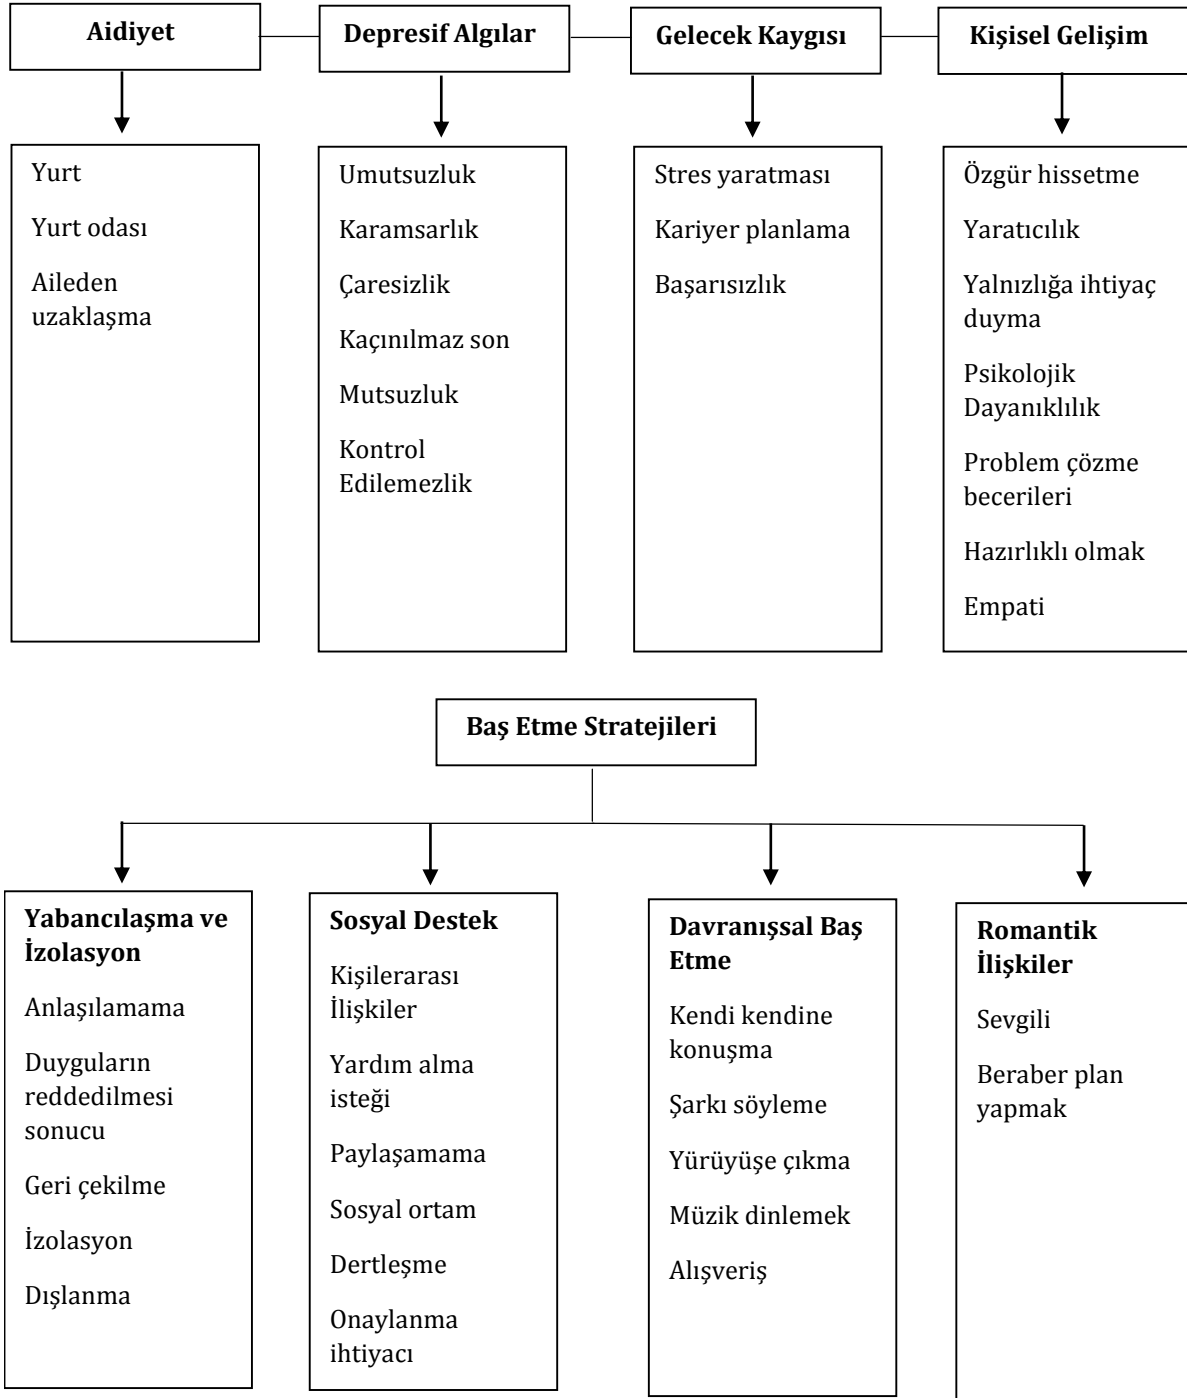 Aidiyet
Depresif Algılar
Gelecek Kaygısı
Kişisel Gelişim
Yurt
Yurt odası
Aileden
uzaklaşma
Umutsuzluk
Karamsarlık
Çaresizlik
Kaçınılmaz son
Mutsuzluk
Kontrol
Edilemezlik
Stres yaratması
Kariyer planlama
Başarısızlık
Özgür hissetme
Yaratıcılık
Yalnızlığa ihtiyaç
duyma
Psikolojik
Dayanıklılık
Problem çözme
becerileri
Hazırlıklı olmak
Empati
Baş Etme Stratejileri
Yabancılaşma ve
İzolasyon
Anlaşılamama
Duyguların
reddedilmesi
sonucu
Geri çekilme
İzolasyon
Dışlanma
Sosyal Destek
Kişilerarası
İlişkiler
Yardım alma
isteği
Paylaşamama
Sosyal ortam
Dertleşme
Onaylanma
ihtiyacı
Davranışsal Baş
Etme
Kendi kendine
konuşma
Şarkı söyleme
Yürüyüşe çıkma
Müzik dinlemek
Alışveriş
Romantik
İlişkiler
Sevgili
Beraber plan
yapmak